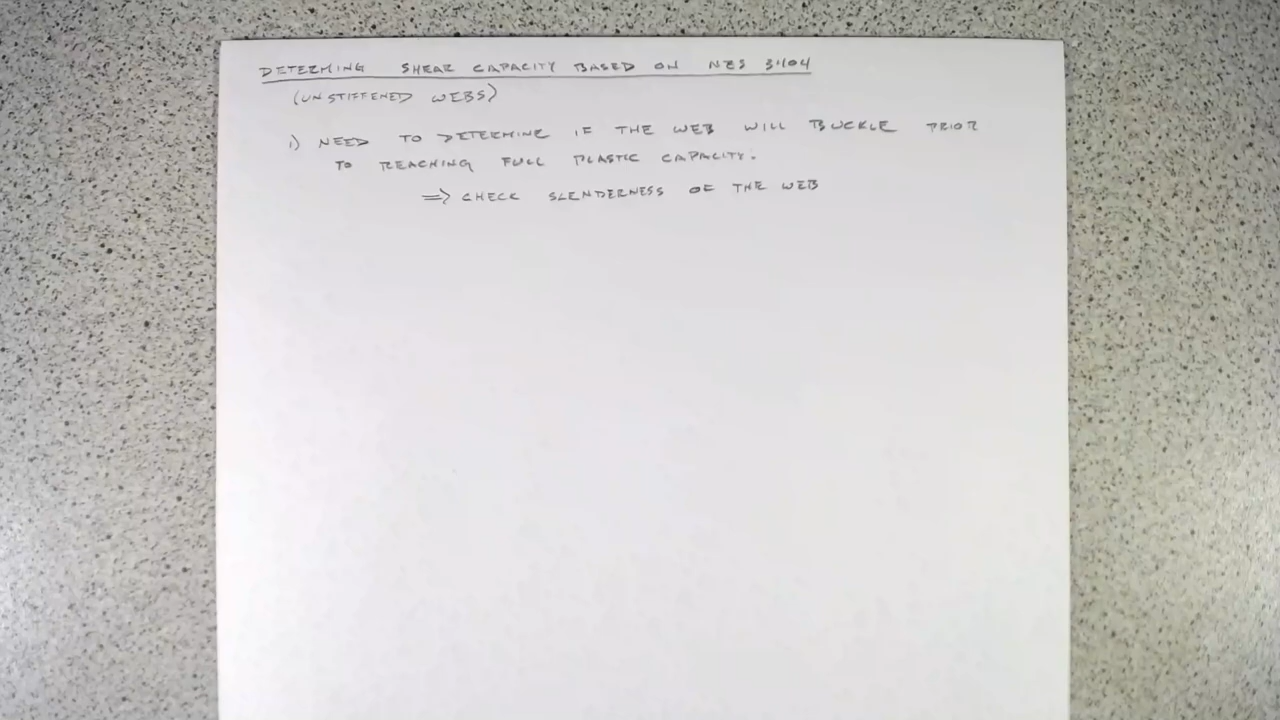 DETERMING SHEAR CAPACITY BASED ON NZS 3404
(UNSTIFFENED WEBS)
1) NEED TO DETERMINE IF THE WEB WILL BUCKLE PRIOR
TO REACHING FULL PLASTIC CAPACITY.
⇒ CHECK SLENDERNESS OF THE WEB